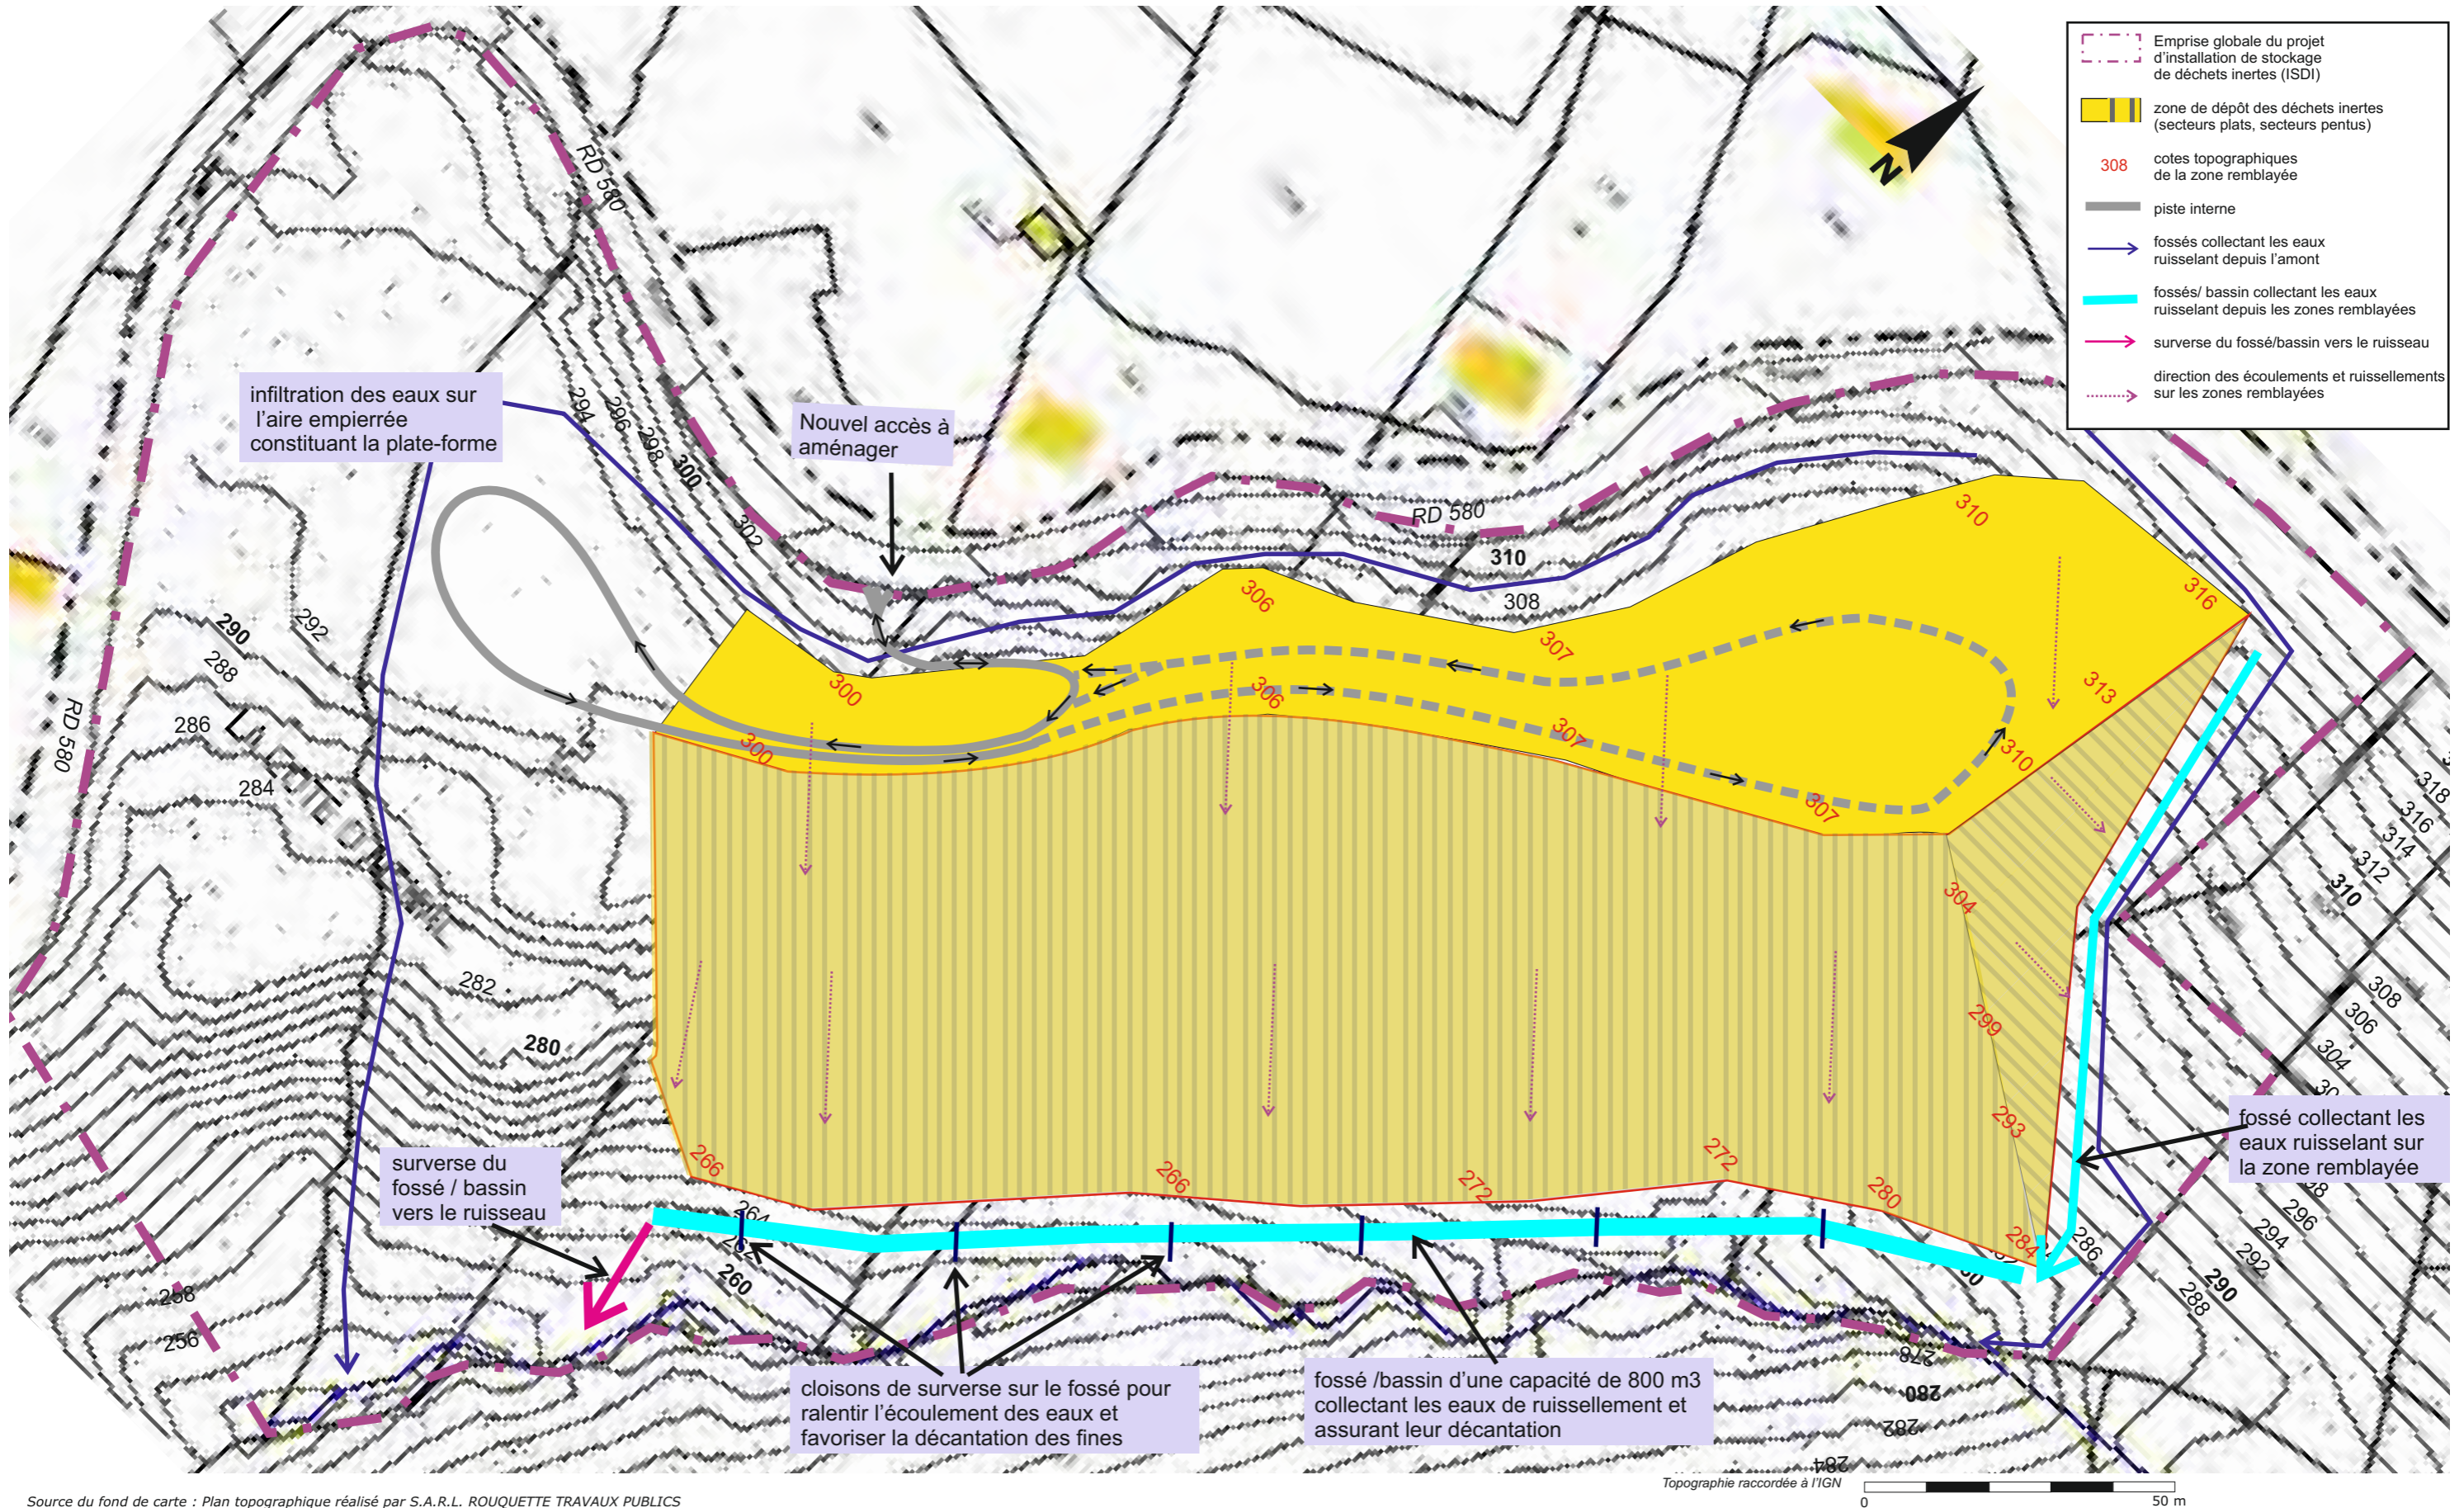 Emprise globale du projet
d'installation de stockage
de déchets inertes (ISDI)
zone de dépôt des déchets inertes
(secteurs plats, secteurs pentus)
308
cotes topographiques
de la zone remblayée
piste interne
fossés collectant les eaux
ruisselant depuis l'amont
fossés/ bassin collectant les eaux
ruisselant depuis les zones remblayées
surverse du fossé/bassin vers le ruisseau
direction des écoulements et ruissellements
sur les zones remblayées
N
RD 580
infiltration des eaux sur
l'aire empierrée
constituant la plate-forme
Nouvel accès à
aménager
294
296
298
300
302
RD 580
310
308
310
316
306
307
313
300
306
307
310
300
307
292
290
288
286
284
RD 580
282
280
304
299
293
318
316
314
312
310
308
306
304
fossé collectant les
eaux ruisselant sur
la zone remblayée
296
294
292
290
288
286
surverse du
fossé / bassin
vers le ruisseau
266
266
272
272
280
284
264
262
260
258
256
cloisons de surverse sur le fossé pour
ralentir l'écoulement des eaux et
favoriser la décantation des fines
fossé /bassin d'une capacité de 800 m3
collectant les eaux de ruissellement et
assurant leur décantation
278
280
282
284
Topographie raccordée à l'IGN
0
50 m
Source du fond de carte : Plan topographique réalisé par S.A.R.L. ROUQUETTE TRAVAUX PUBLICS